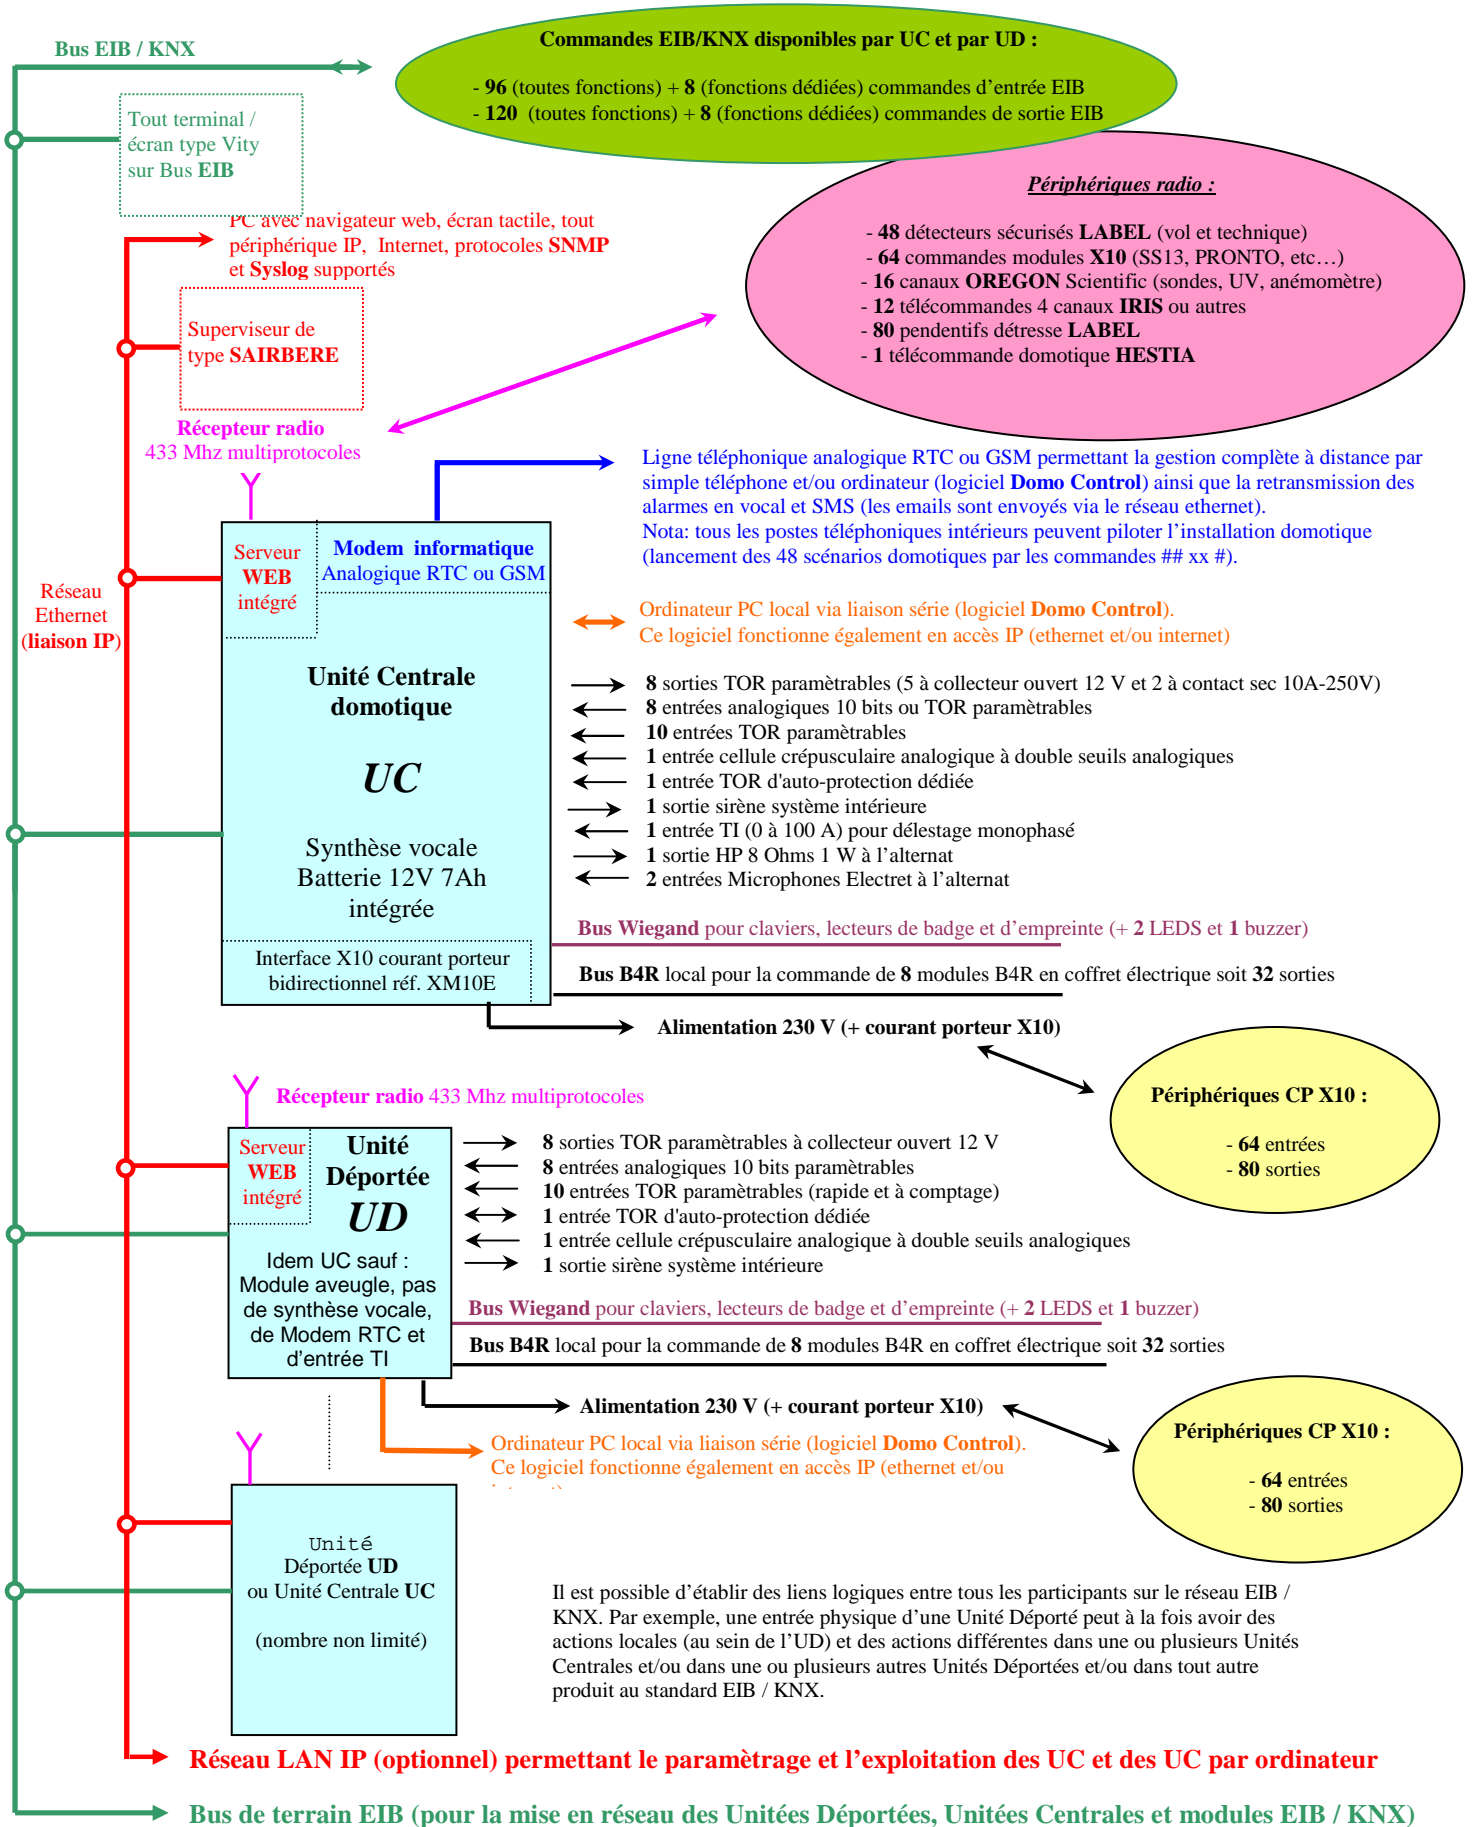 Bus EIB / KNX
Commandes EIB/KNX disponibles par UC et par UD :
- 96 (toutes fonctions) + 8 (fonctions dédiées) commandes d’entrée EIB
- 120  (toutes fonctions) + 8 (fonctions dédiées) commandes de sortie EIB
Tout terminal /
écran type Vity
sur Bus EIB
Périphériques radio :
- 48 détecteurs sécurisés LABEL (vol et technique)
- 64 commandes modules X10 (SS13, PRONTO, etc…)
- 16 canaux OREGON Scientific (sondes, UV, anémomètre)
- 12 télécommandes 4 canaux IRIS ou autres
- 80 pendentifs détresse LABEL
- 1 télécommande domotique HESTIA
PC avec navigateur web, écran tactile, tout
périphérique IP,  Internet, protocoles SNMP
et Syslog supportés
Superviseur de
type SAIRBERE
Récepteur radio
433 Mhz multiprotocoles
Ligne téléphonique analogique RTC ou GSM permettant la gestion complète à distance par
simple téléphone et/ou ordinateur (logiciel Domo Control) ainsi que la retransmission des
alarmes en vocal et SMS (les emails sont envoyés via le réseau ethernet).
Nota: tous les postes téléphoniques intérieurs peuvent piloter l’installation domotique
(lancement des 48 scénarios domotiques par les commandes ## xx #).
Serveur
WEB
intégré
Modem  informatique
Analogique RTC ou GSM
Réseau
Ethernet
(liaison IP)
Ordinateur PC local via liaison série (logiciel Domo Control).
Ce logiciel fonctionne également en accès IP (ethernet et/ou internet)
Unité Centrale
domotique
UC
Synthèse vocale
Batterie 12V 7Ah
intégrée
8 sorties TOR paramètrables (5 à collecteur ouvert 12 V et 2 à contact sec 10A-250V)
8 entrées analogiques 10 bits ou TOR paramètrables
10 entrées TOR paramètrables
1 entrée cellule crépusculaire analogique à double seuils analogiques
1 entrée TOR d'auto-protection dédiée
1 sortie sirène système intérieure
1 entrée TI (0 à 100 A) pour délestage monophasé
1 sortie HP 8 Ohms 1 W à l’alternat
2 entrées Microphones Electret à l’alternat
Bus Wiegand pour claviers, lecteurs de badge et d’empreinte (+ 2 LEDS et 1 buzzer)
Interface X10 courant porteur
bidirectionnel réf. XM10E
Bus B4R local pour la commande de 8 modules B4R en coffret électrique soit 32 sorties
Alimentation 230 V (+ courant porteur X10)
Périphériques CP X10 :
- 64 entrées
- 80 sorties
Récepteur radio 433 Mhz multiprotocoles
Serveur
WEB
intégré
Unité
Déportée
UD
Idem UC sauf :
Module aveugle, pas
de synthèse vocale,
de Modem RTC et
d’entrée TI
8 sorties TOR paramètrables à collecteur ouvert 12 V
8 entrées analogiques 10 bits paramètrables
10 entrées TOR paramètrables (rapide et à comptage)
1 entrée TOR d'auto-protection dédiée
1 entrée cellule crépusculaire analogique à double seuils analogiques
1 sortie sirène système intérieure
Bus Wiegand pour claviers, lecteurs de badge et d’empreinte (+ 2 LEDS et 1 buzzer)
Bus B4R local pour la commande de 8 modules B4R en coffret électrique soit 32 sorties
Alimentation 230 V (+ courant porteur X10)
Périphériques CP X10 :
- 64 entrées
- 80 sorties
Ordinateur PC local via liaison série (logiciel Domo Control).
Ce logiciel fonctionne également en accès IP (ethernet et/ou
Unité
Déportée UD
ou Unité Centrale UC
(nombre non limité)
Il est possible d’établir des liens logiques entre tous les participants sur le réseau EIB /
KNX. Par exemple, une entrée physique d’une Unité Déporté peut à la fois avoir des
actions locales (au sein de l’UD) et des actions différentes dans une ou plusieurs Unités
Centrales et/ou dans une ou plusieurs autres Unités Déportées et/ou dans tout autre
produit au standard EIB / KNX.
Réseau LAN IP (optionnel) permettant le paramètrage et l’exploitation des UC et des UC par ordinateur
Bus de terrain EIB (pour la mise en réseau des Unitées Déportées, Unitées Centrales et modules EIB / KNX)